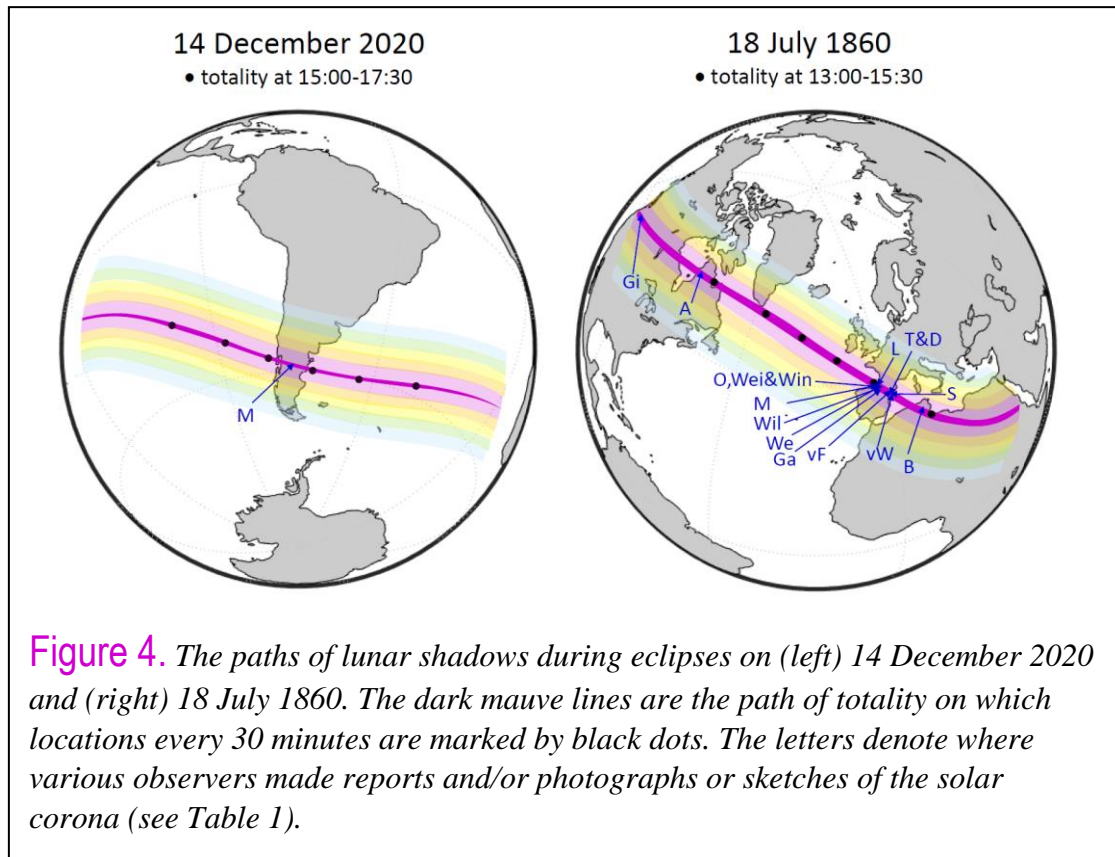 14 December 2020
• totality at 15:00-17:30
M
18 July 1860
• totality at 13:00-15:30
Gi
A
T&D
L
O,Wei&Win
S
M
Wil
We
Ga
vF
vW
B
Figure 4. The paths of lunar shadows during eclipses on (left) 14 December 2020
and (right) 18 July 1860. The dark mauve lines are the path of totality on which
locations every 30 minutes are marked by black dots. The letters denote where
various observers made reports and/or photographs or sketches of the solar
corona (see Table 1).